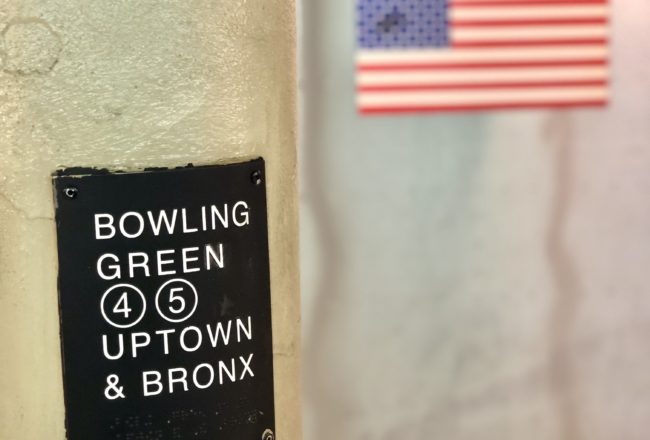 BOWLING
GREEN
4 5
UPTOWN
& BRONX